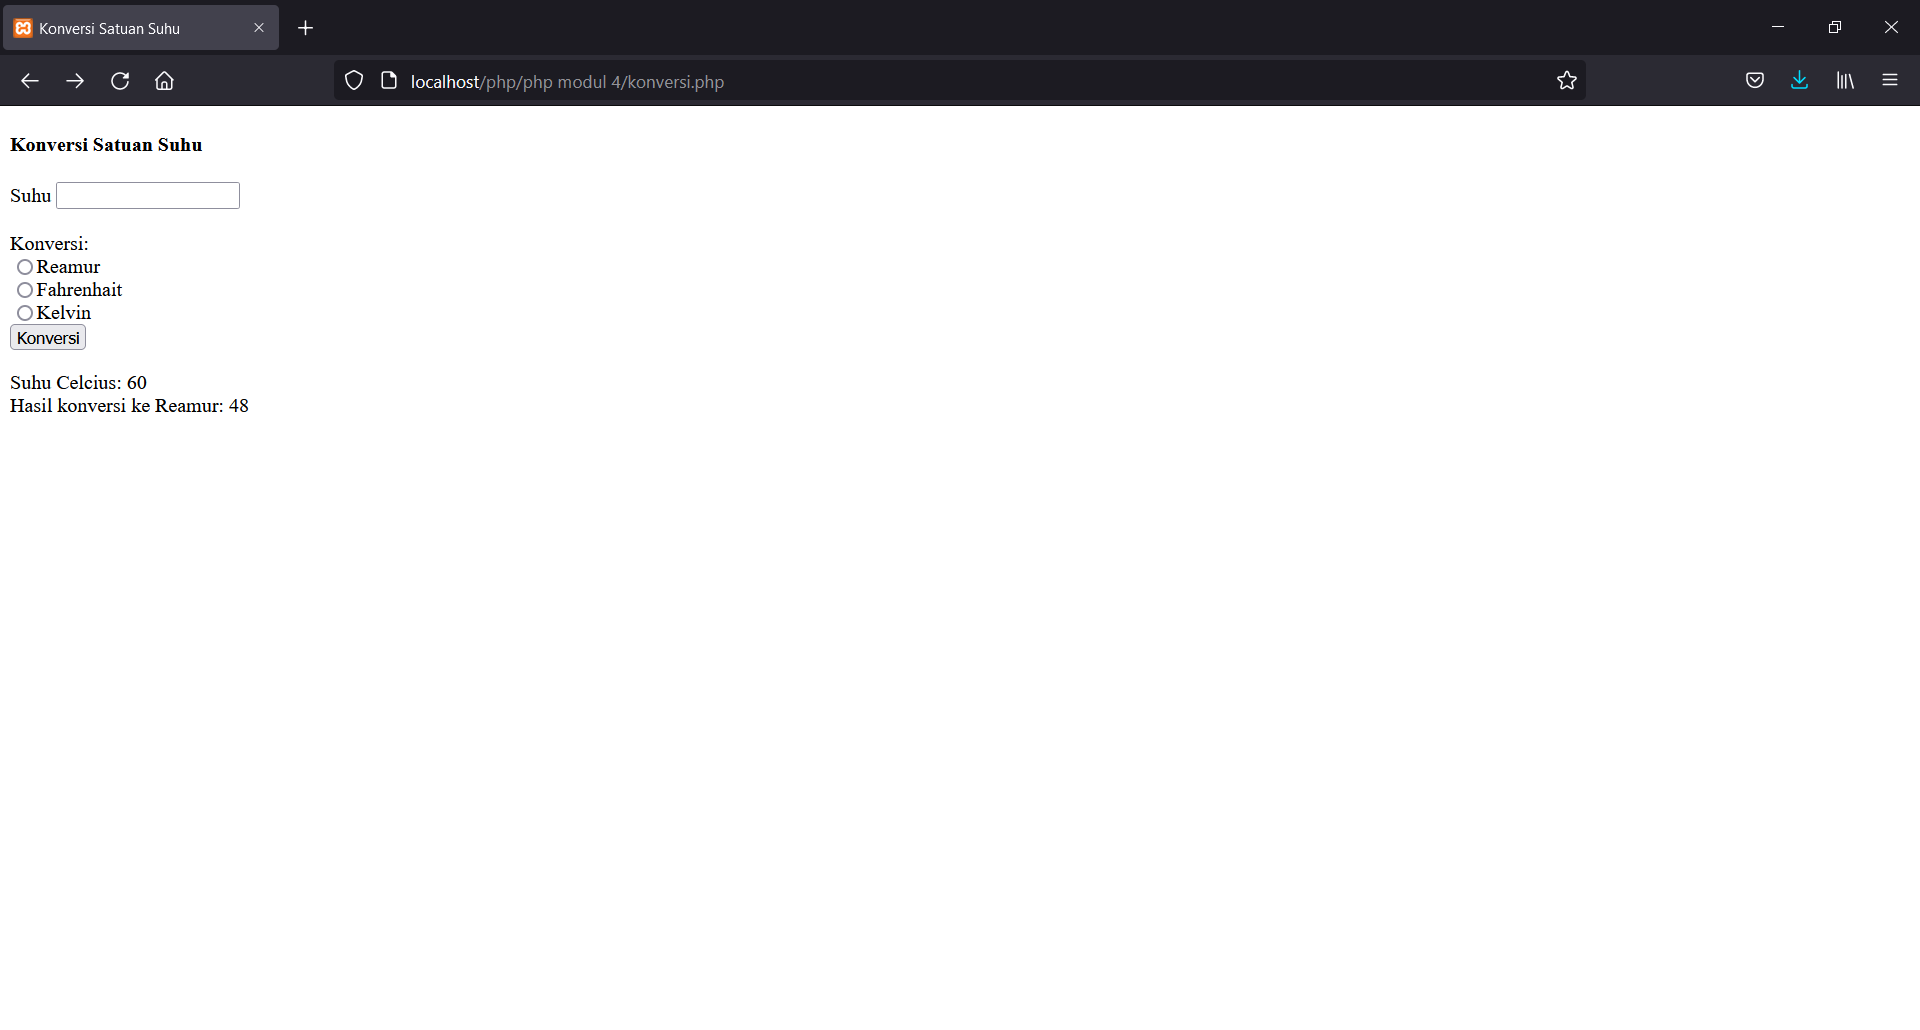 Konversi Satuan Suhu
localhost/php/php modul 4/konversi.php
Konversi Satuan Suhu
Suhu
Konversi:
Reamur
Fahrenhait
Kelvin
Konversi
Suhu Celcius: 60
Hasil konversi ke Reamur: 48